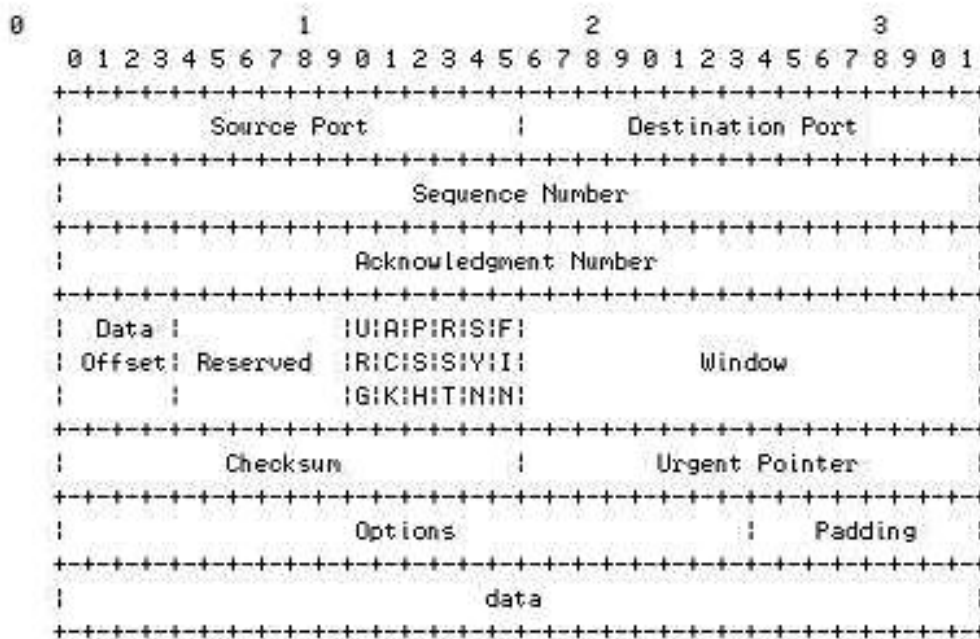 0                   1                   2                   3
0 1 2 3 4 5 6 7 8 9 0 1 2 3 4 5 6 7 8 9 0 1 2 3 4 5 6 7 8 9 0 1
+-+-+-+-+-+-+-+-+-+-+-+-+-+-+-+-+-+-+-+-+-+-+-+-+-+-+-+-+-+-+-+-+
| Source Port | Destination Port |
+-+-+-+-+-+-+-+-+-+-+-+-+-+-+-+-+-+-+-+-+-+-+-+-+-+-+-+-+-+-+-+-+
| Sequence Number |
+-+-+-+-+-+-+-+-+-+-+-+-+-+-+-+-+-+-+-+-+-+-+-+-+-+-+-+-+-+-+-+-+
| Acknowledgment Number |
+-+-+-+-+-+-+-+-+-+-+-+-+-+-+-+-+-+-+-+-+-+-+-+-+-+-+-+-+-+-+-+-+
| Data | |U|A|P|R|S|F| |
| Offset| Reserved |R|C|S|S|Y|I| Window |
| | |G|K|H|T|N|N| |
+-+-+-+-+-+-+-+-+-+-+-+-+-+-+-+-+-+-+-+-+-+-+-+-+-+-+-+-+-+-+-+-+
| Checksum | Urgent Pointer |
+-+-+-+-+-+-+-+-+-+-+-+-+-+-+-+-+-+-+-+-+-+-+-+-+-+-+-+-+-+-+-+-+
| Options | Padding |
+-+-+-+-+-+-+-+-+-+-+-+-+-+-+-+-+-+-+-+-+-+-+-+-+-+-+-+-+-+-+-+-+
| data |
+-+-+-+-+-+-+-+-+-+-+-+-+-+-+-+-+-+-+-+-+-+-+-+-+-+-+-+-+-+-+-+-+